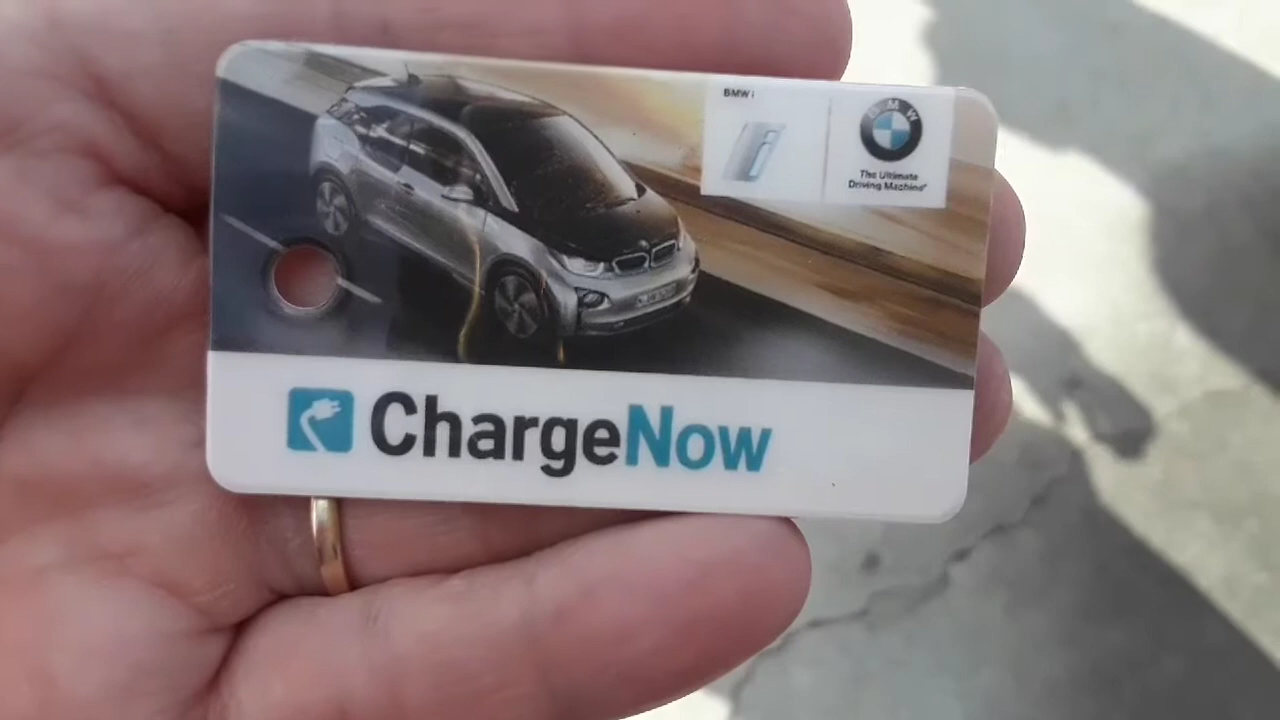 BMW i
BMW
The Ultimate
Driving Machine®
ChargeNow